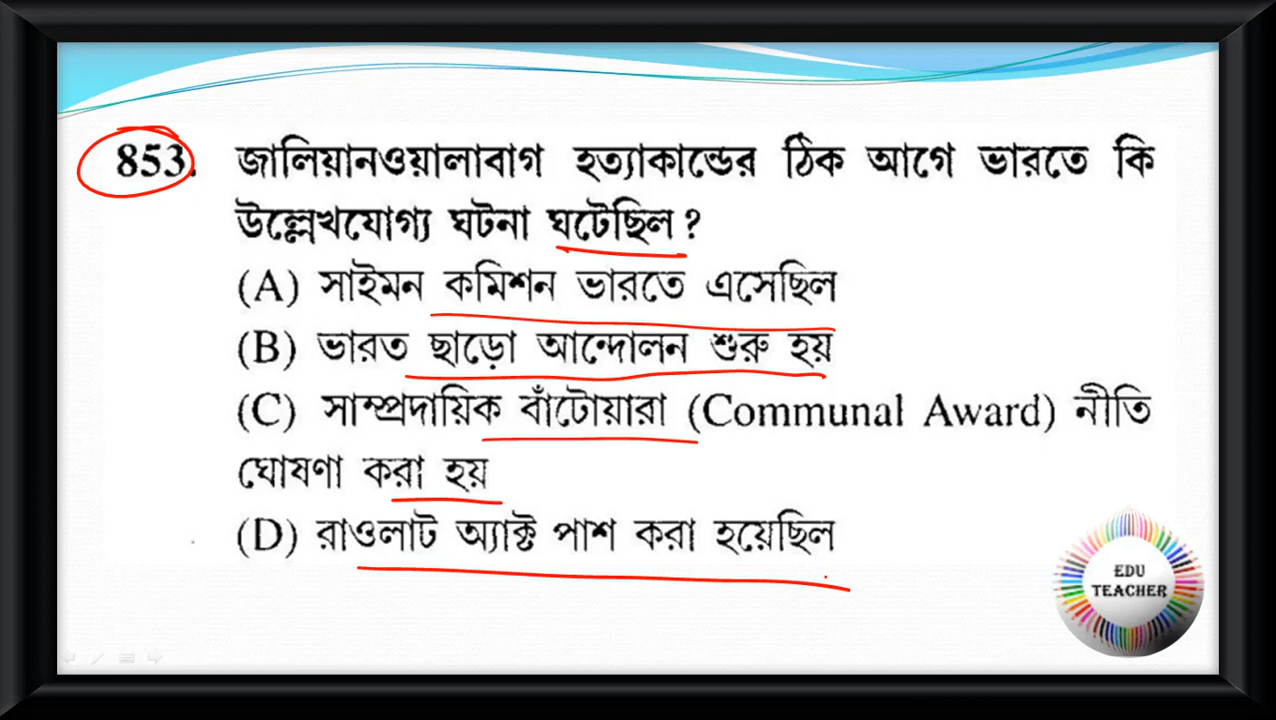 853. জালিয়ানওয়ালাবাগ হত্যাকান্ডের ঠিক আগে ভারতে কি
উল্লেখযোগ্য ঘটনা ঘটেছিল ?
(A) সাইমন কমিশন ভারতে এসেছিল
(B) ভারত ছাড়ো আন্দোলন শুরু হয়
(C) সাম্প্রদায়িক বাঁটোয়ারা (Communal Award) নীতি
ঘোষণা করা হয়
(D) রাওলাট অ্যাক্ট পাশ করা হয়েছিল
EDU
TEACHER